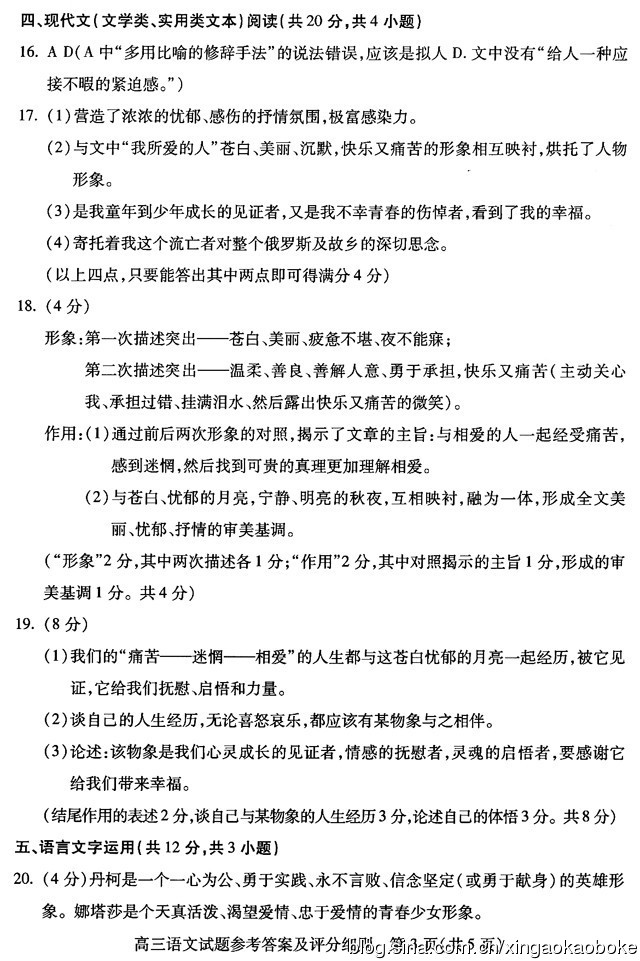 四、现代文(文学类、实用类文本)阅读(共20分,共4小题)
16. A D(A 中“多用比喻的修辞手法”的说法错误,应该是拟人 D. 文中没有“给人一种应
接不暇的紧迫感。”)
17. (1)营造了浓浓的忧郁、感伤的抒情氛围,极富感染力。
(2)与文中“我所爱的人”苍白、美丽、沉默,快乐又痛苦的形象相互映衬,烘托了人物
形象。
(3)是我童年到少年成长的见证者,又是我不幸青春的伤悼者,看到了我的幸福。
(4)寄托着我这个流亡者对整个俄罗斯及故乡的深切思念。
(以上四点,只要能答出其中两点即可得满分4分)
18. (4分)
形象:第一次描述突出——苍白、美丽、疲惫不堪、夜不能寐;
第二次描述突出——温柔、善良、善解人意、勇于承担,快乐又痛苦(主动关心
我、承担过错、挂满泪水、然后露出快乐又痛苦的微笑)。
作用:(1)通过前后两次形象的对照,揭示了文章的主旨:与相爱的人一起经受痛苦,
感到迷惘,然后找到可贵的真理更加理解相爱。
(2)与苍白、忧郁的月亮,宁静、明亮的秋夜,互相映衬,融为一体,形成全文美
丽、忧郁、抒情的审美基调。
(“形象”2分,其中两次描述各1分;“作用”2分,其中对照揭示的主旨1分,形成的审
美基调1分。共4分)
19. (8分)
(1)我们的“痛苦——迷惘——相爱”的人生都与这苍白忧郁的月亮一起经历,被它见
证,它给我们抚慰、启悟和力量。
(2)谈自己的人生经历,无论喜怒哀乐,都应该有某物象与之相伴。
(3)论述:该物象是我们心灵成长的见证者,情感的抚慰者,灵魂的启悟者,要感谢它
给我们带来幸福。
(结尾作用的表述2分,谈自己与某物象的人生经历3分,论述自己的体悟3分。共8分)
五、语言文字运用(共12分,共3小题)
20. (4分)丹柯是一个一心为公、勇于实践、永不言败、信念坚定(或勇于献身)的英雄形
象。娜塔莎是个天真活泼、渴望爱情、忠于爱情的青春少女形象。
高三语文试题参考答案及评分细则 第3页(共5页)
blog.sina.com.cn/xingaokaoboke